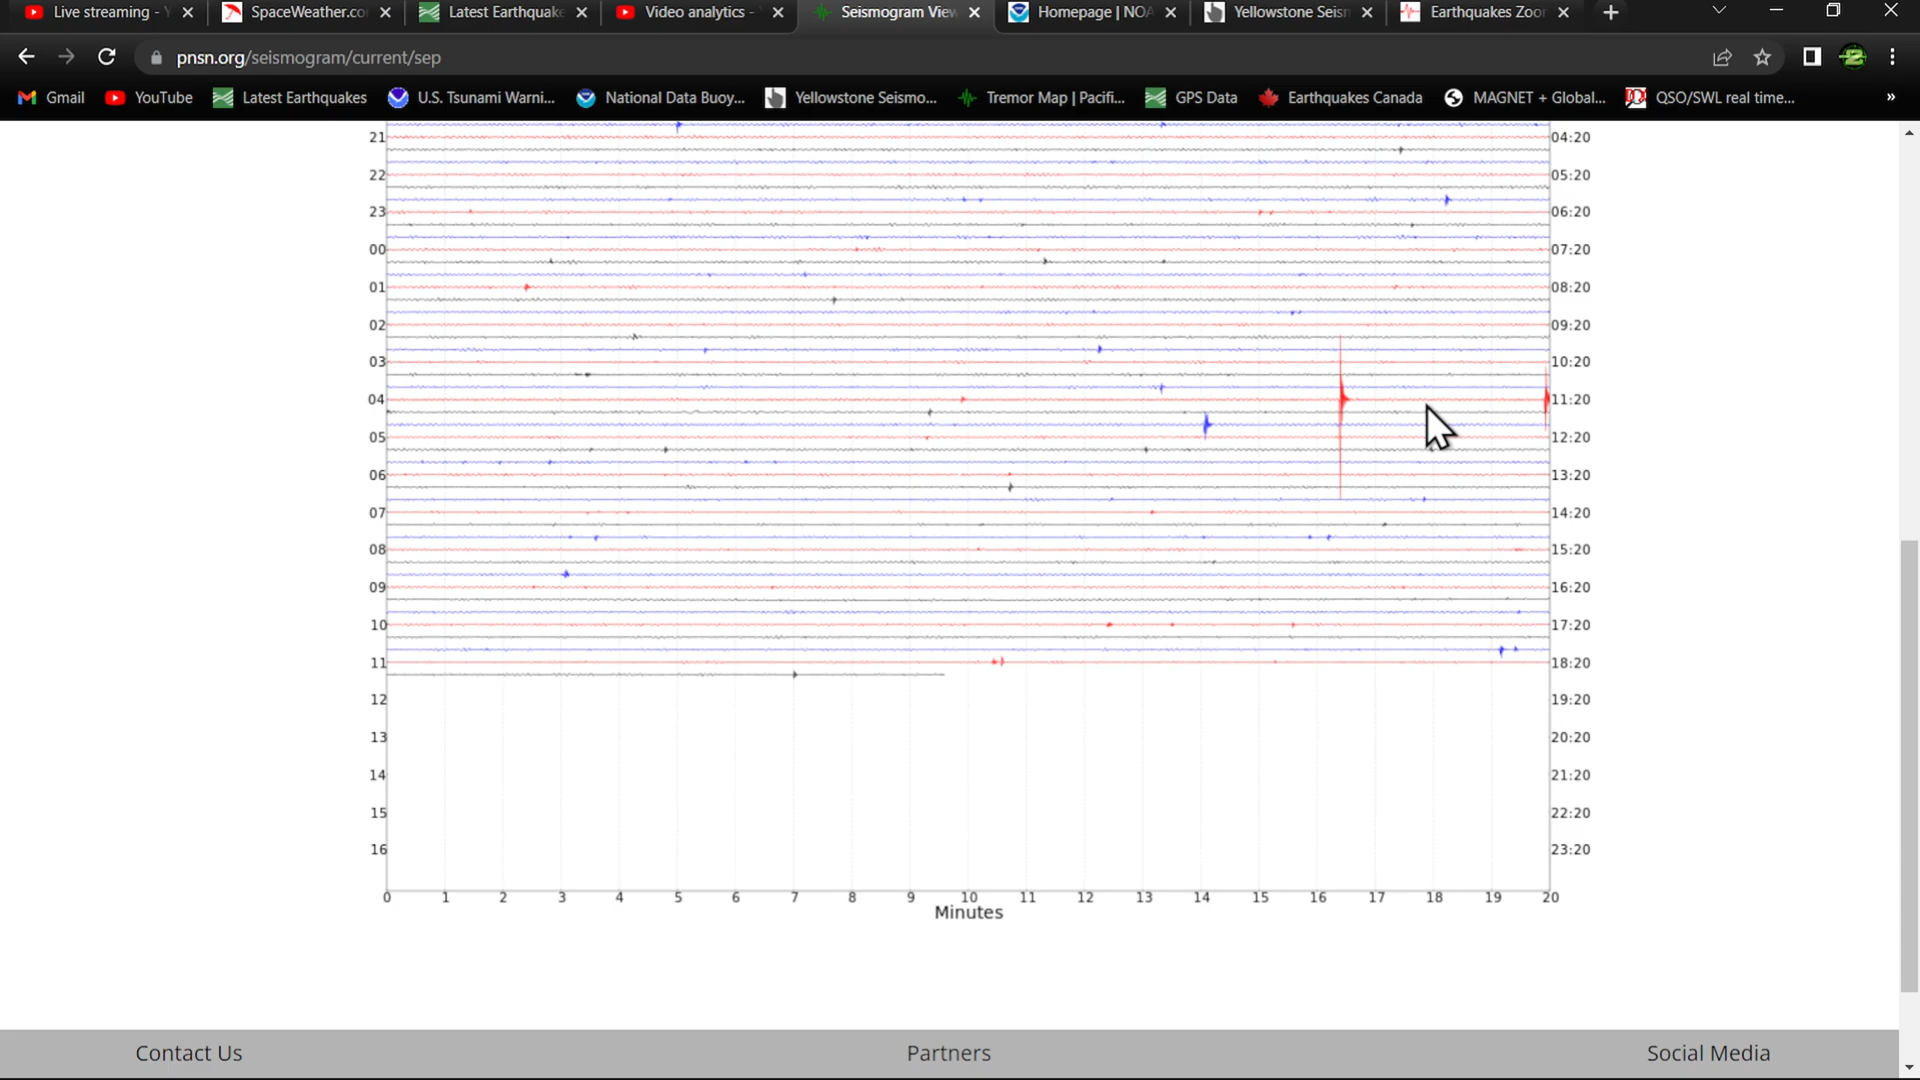 Live streaming - Y
SpaceWeather.co
Latest Earthquake
Video analytics - Y
Seismogram View
Homepage | NOA
Yellowstone Seism
Earthquakes Zoo
pnsn.org/seismogram/current/sep
Gmail
YouTube
Latest Earthquakes
U.S. Tsunami Warni...
National Data Buoy...
Yellowstone Seismo...
Tremor Map | Pacifi...
GPS Data
Earthquakes Canada
MAGNET + Global...
QSO/SWL real time...
»
21 04:20
22 05:20
23 06:20
00 07:20
01 08:20
02 09:20
03 10:20
04 11:20
05 12:20
06 13:20
07 14:20
08 15:20
09 16:20
10 17:20
11 18:20
12 19:20
13 20:20
14 21:20
15 22:20
16 23:20
0 1 2 3 4 5 6 7 8 9 10 11 12 13 14 15 16 17 18 19 20
Minutes
Contact Us Partners Social Media